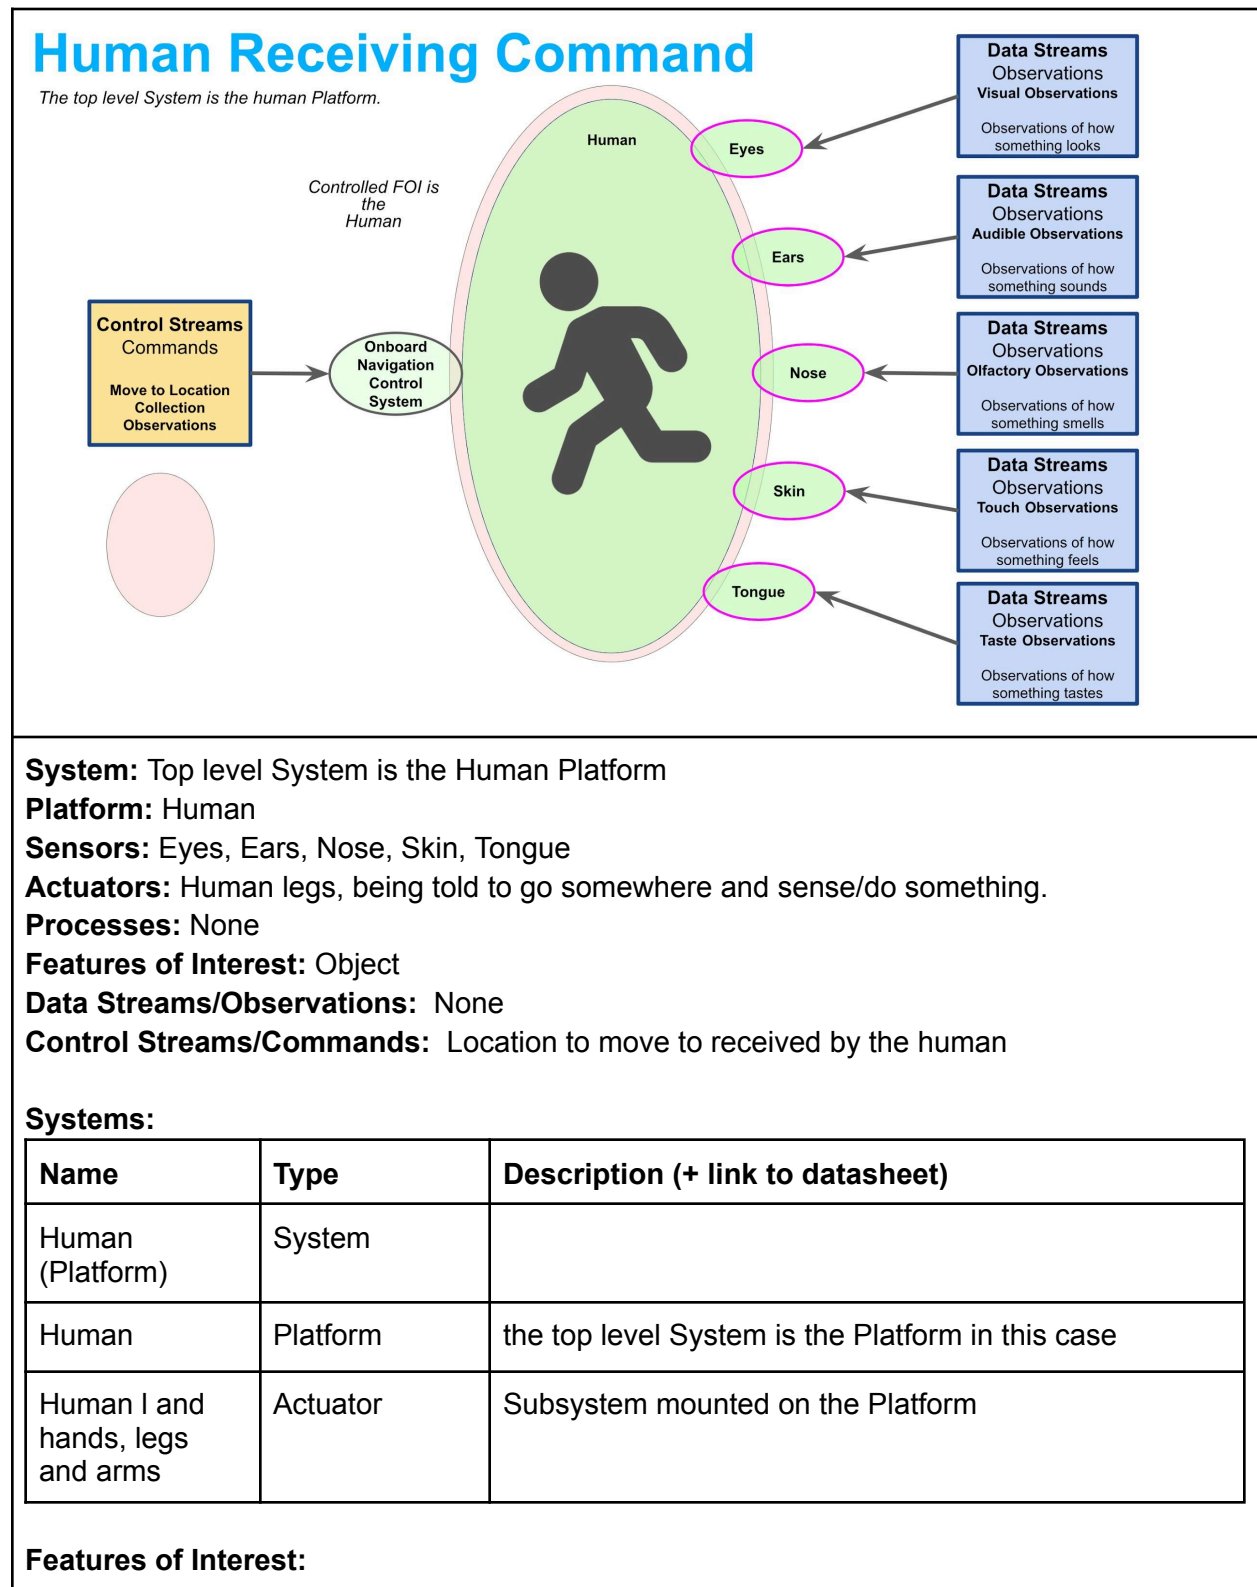 Human Receiving Command
The top level System is the human Platform.
Controlled FOI is
the
Human
Human
Control Streams
Commands
Move to Location
Collection
Observations
Onboard
Navigation
Control
System
Eyes
Ears
Nose
Skin
Tongue
Data Streams
Observations
Visual Observations
Observations of how
something looks
Data Streams
Observations
Audible Observations
Observations of how
something sounds
Data Streams
Observations
Olfactory Observations
Observations of how
something smells
Data Streams
Observations
Touch Observations
Observations of how
something feels
Data Streams
Observations
Taste Observations
Observations of how
something tastes
System: Top level System is the Human Platform
Platform: Human
Sensors: Eyes, Ears, Nose, Skin, Tongue
Actuators: Human legs, being told to go somewhere and sense/do something.
Processes: None
Features of Interest: Object
Data Streams/Observations: None
Control Streams/Commands: Location to move to received by the human
Systems:
Name Type Description (+ link to datasheet)
Human
(Platform)
System
Human Platform the top level System is the Platform in this case
Human l and
hands, legs
and arms
Actuator Subsystem mounted on the Platform
Features of Interest: